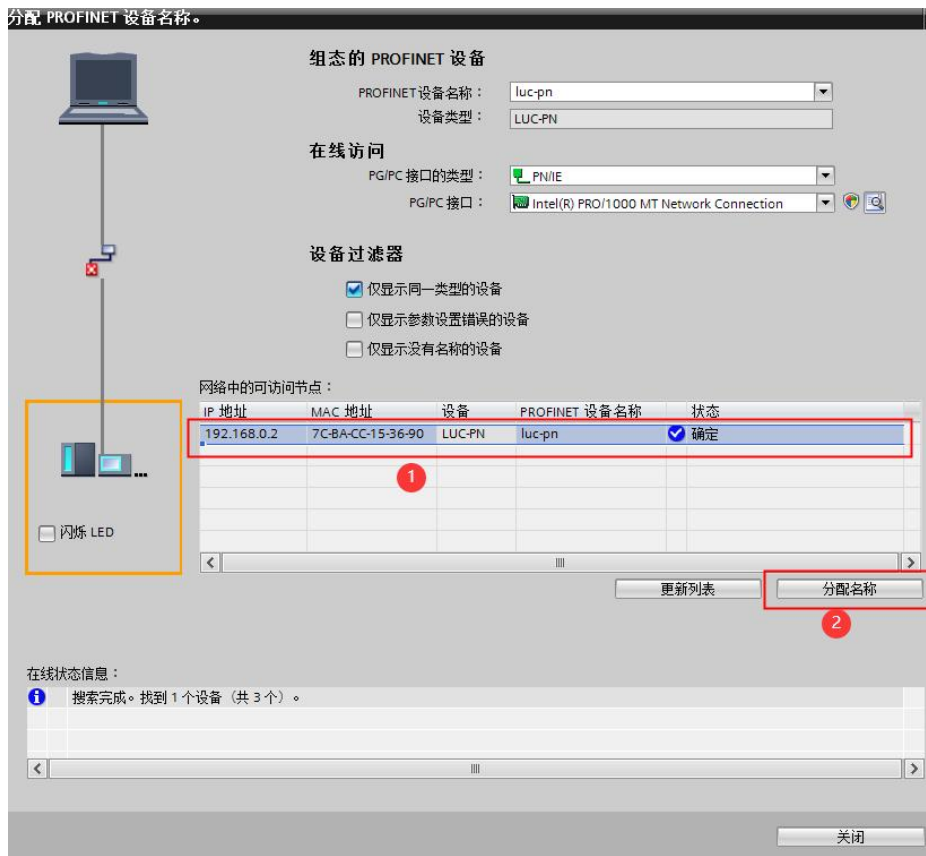 分配 PROFINET 设备名称。
组态的 PROFINET 设备
PROFINET设备名称： luc-pn
设备类型： LUC-PN
在线访问
PG/PC 接口的类型： PN/IE
PG/PC 接口： Intel(R) PRO/1000 MT Network Connection
设备过滤器
仅显示同一类型的设备
仅显示参数设置错误的设备
仅显示没有名称的设备
网络中的可访问节点：
IP 地址 MAC 地址 设备 PROFINET 设备名称 状态
192.168.0.2 7C-BA-CC-15-36-90 LUC-PN luc-pn 确定
1
...
闪烁 LED
更新列表 分配名称
2
在线状态信息：
搜索完成。找到 1 个设备（共 3 个）。
关闭